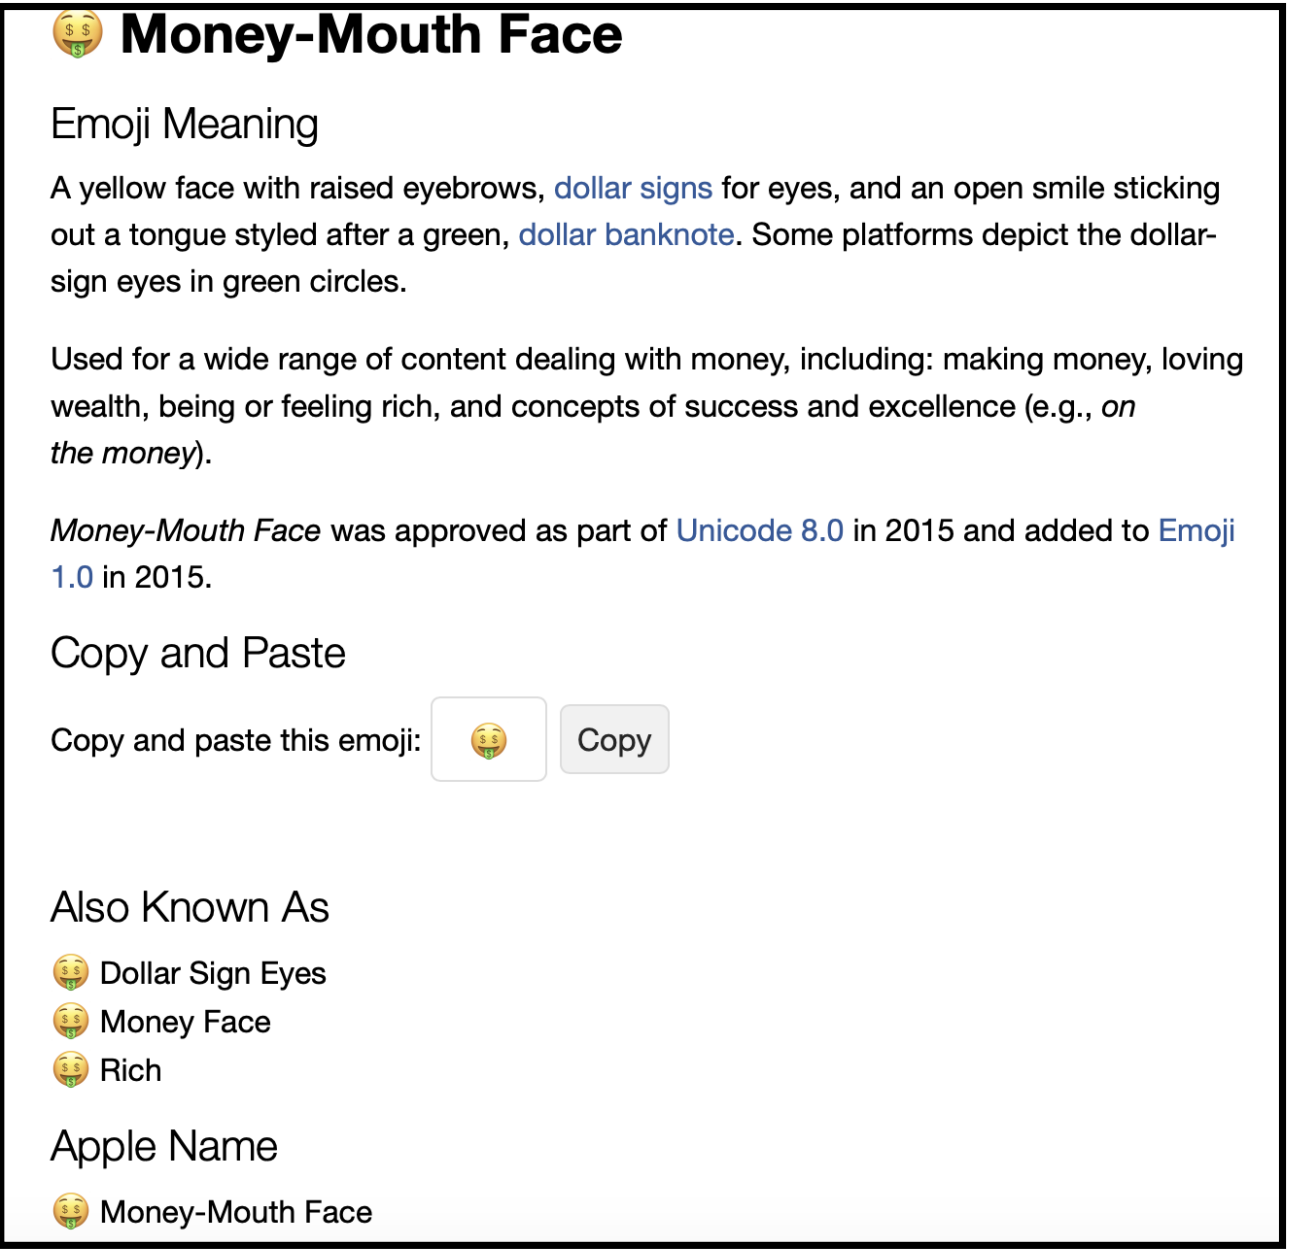 🤑 Money-Mouth Face
Emoji Meaning
A yellow face with raised eyebrows, dollar signs for eyes, and an open smile sticking
out a tongue styled after a green, dollar banknote. Some platforms depict the dollar-
sign eyes in green circles.
Used for a wide range of content dealing with money, including: making money, loving
wealth, being or feeling rich, and concepts of success and excellence (e.g., on
the money).
Money-Mouth Face was approved as part of Unicode 8.0 in 2015 and added to Emoji
1.0 in 2015.
Copy and Paste
Copy and paste this emoji: 🤑 Copy
Also Known As
🤑 Dollar Sign Eyes
🤑 Money Face
🤑 Rich
Apple Name
🤑 Money-Mouth Face